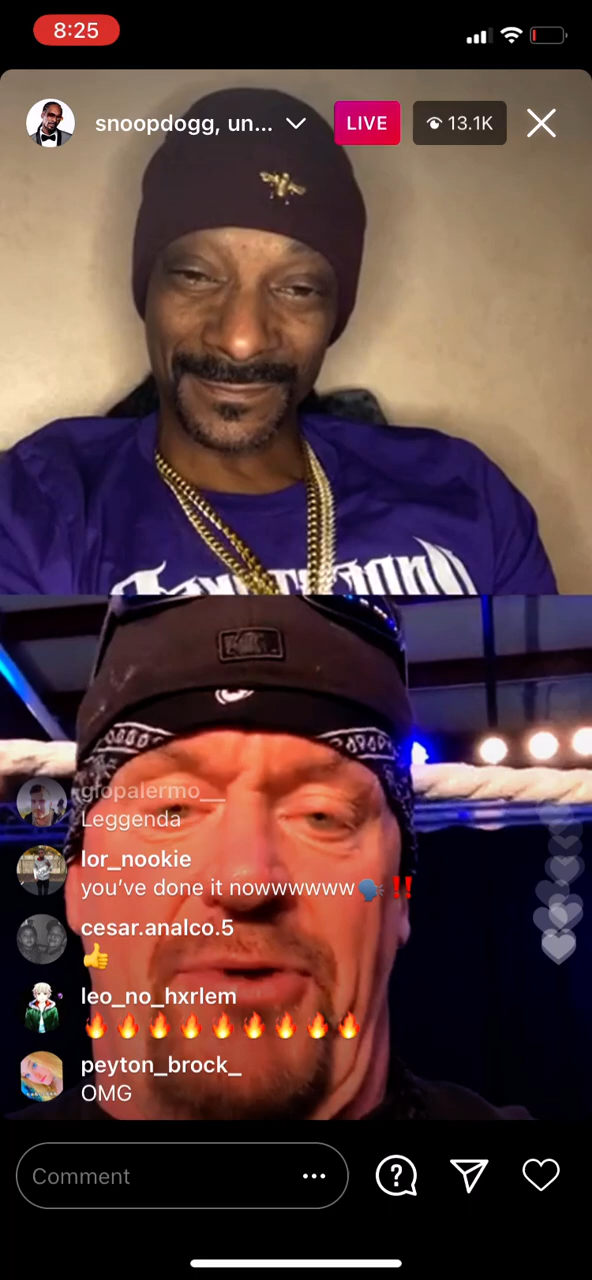 8:25
snoopdogg, un...
LIVE
13.1K
giopalermo__
Leggenda
lor_nookie
you've done it nowwwwww🗣️‼️
cesar.analco.5
👍
leo_no_hxrlem
🔥🔥🔥🔥🔥🔥🔥🔥🔥
peyton_brock_
OMG
Comment